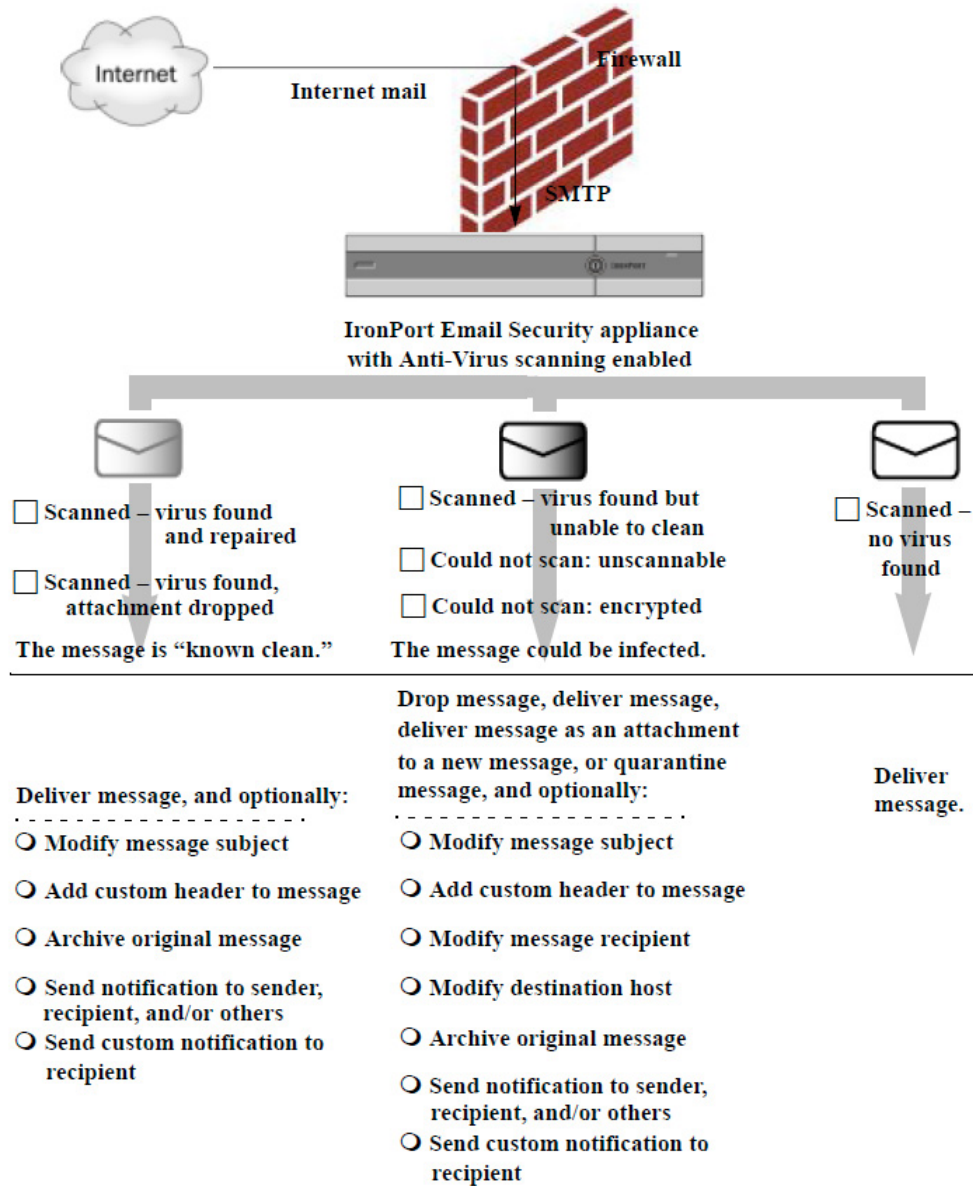 Internet
Firewall
Internet mail
SMTP
IRONPORT
IronPort Email Security appliance
with Anti-Virus scanning enabled
Scanned – virus found
and repaired
Scanned – virus found,
attachment dropped
The message is “known clean.”
Scanned – virus found but
unable to clean
Could not scan: unscannable
Could not scan: encrypted
The message could be infected.
Scanned –
no virus
found
Deliver message, and optionally:
Modify message subject
Add custom header to message
Archive original message
Send notification to sender,
recipient, and/or others
Send custom notification to
recipient
Drop message, deliver message,
deliver message as an attachment
to a new message, or quarantine
message, and optionally:
Modify message subject
Add custom header to message
Modify message recipient
Modify destination host
Archive original message
Send notification to sender,
recipient, and/or others
Send custom notification to
recipient
Deliver
message.